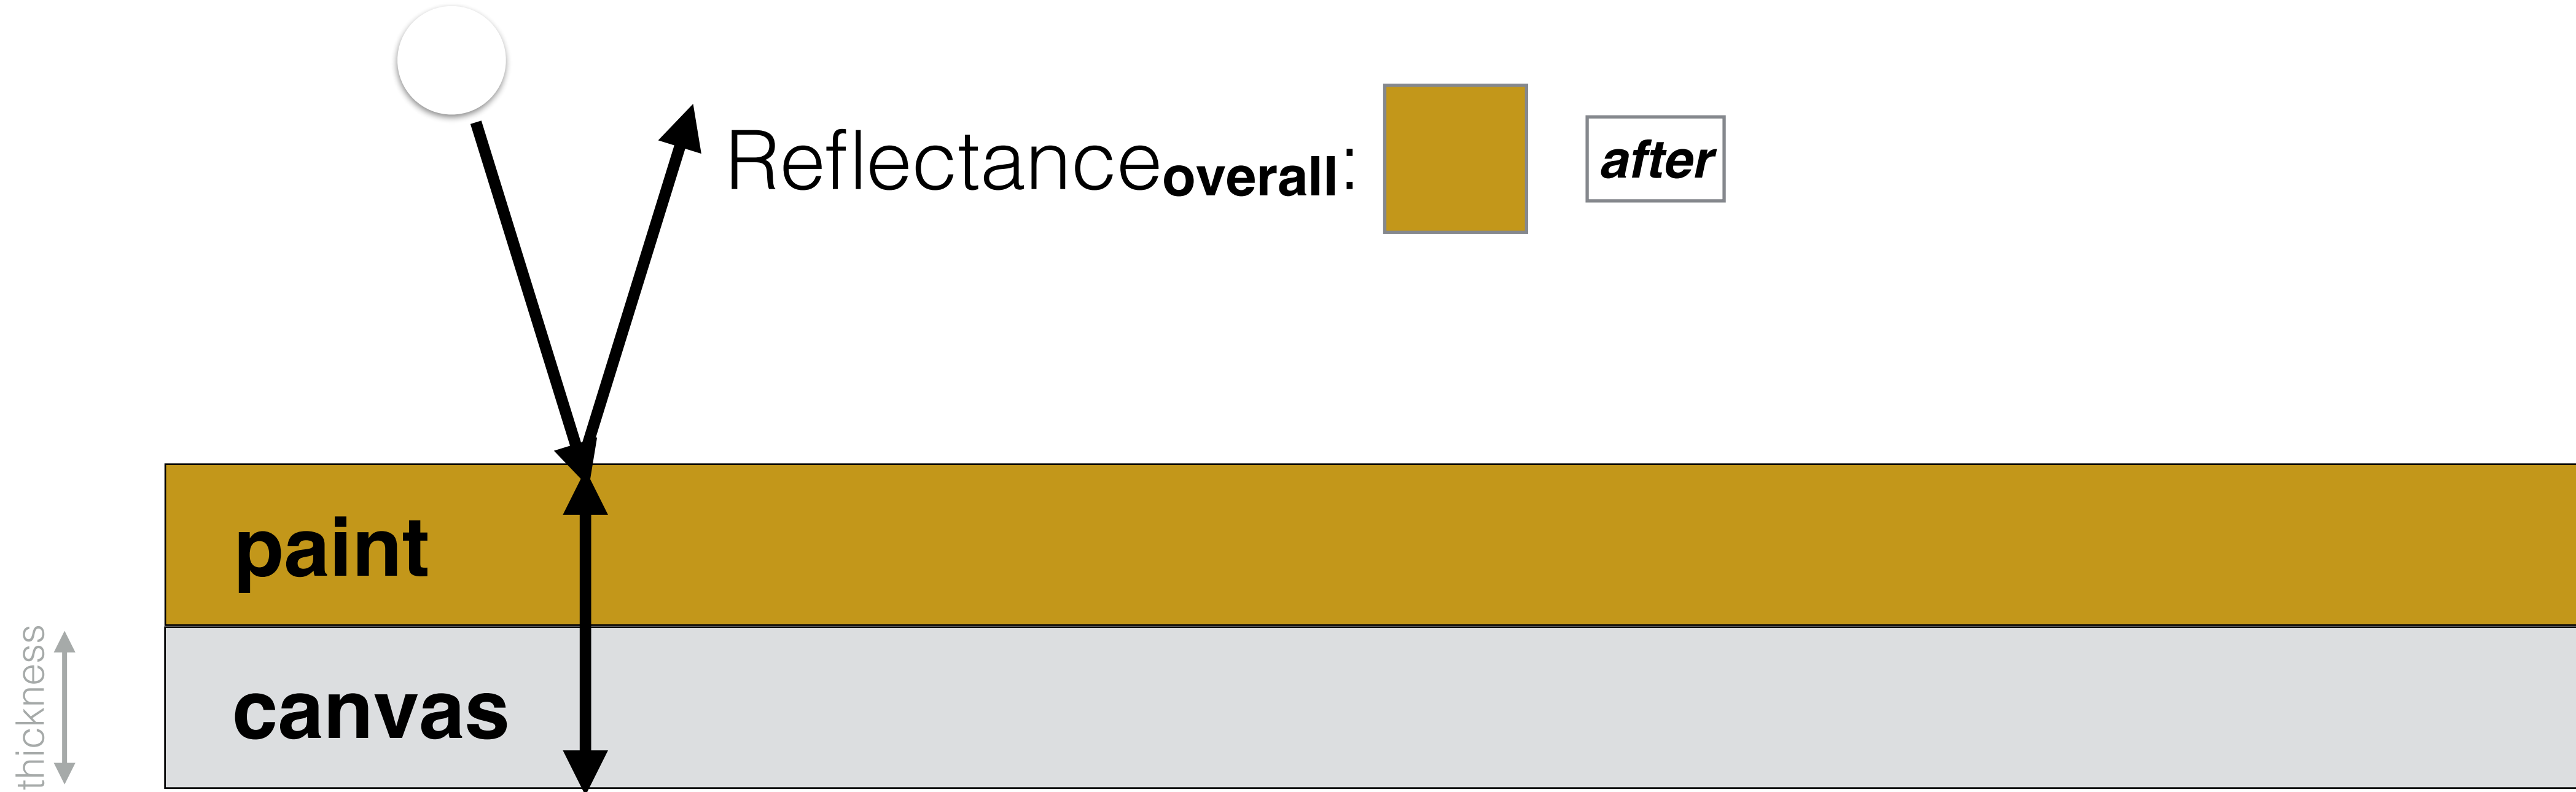 Reflectanceoverall:
after
paint
canvas
thickness